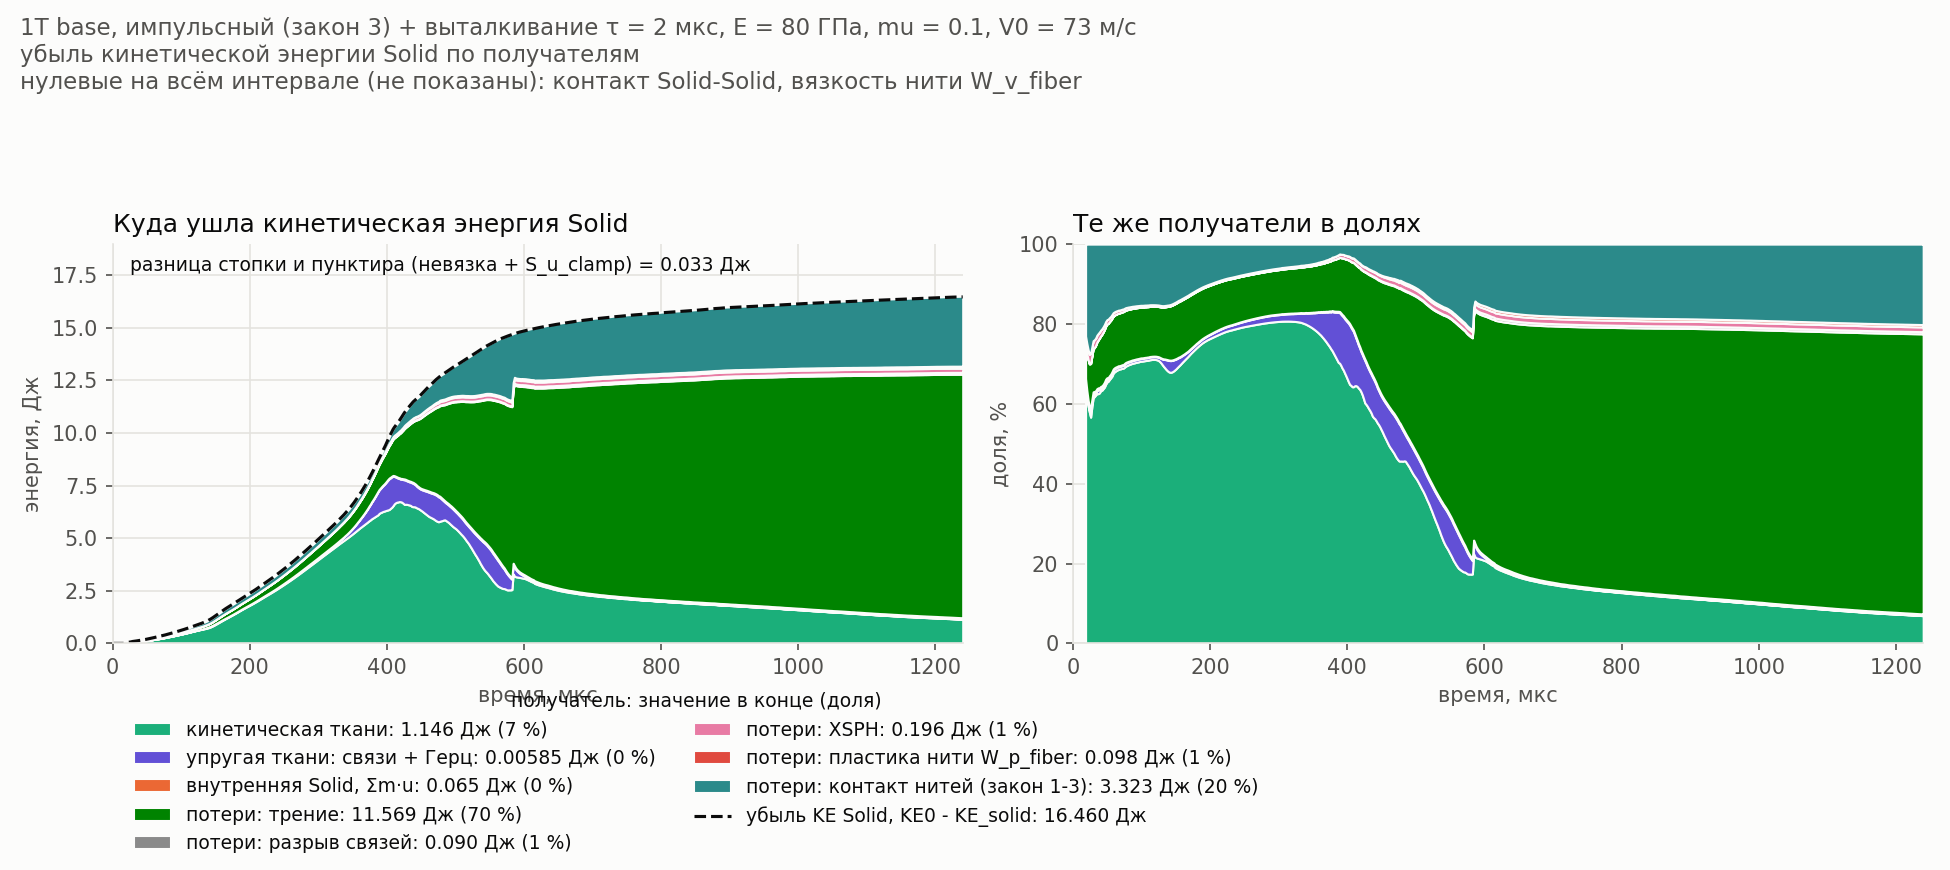 1T base, импульсный (закон 3) + выталкивание τ = 2 мкс, E = 80 ГПа, mu = 0.1, V0 = 73 м/с
убыль кинетической энергии Solid по получателям
нулевые на всём интервале (не показаны): контакт Solid-Solid, вязкость нити W_v_fiber
Куда ушла кинетическая энергия Solid
разница стопки и пунктира (невязка + S_u_clamp) = 0.033 Дж
энергия, Дж
17.5
15.0
12.5
10.0
7.5
5.0
2.5
0.0
0 200 400 600 800 1000 1200
время, мкс
Те же получатели в долях
доля, %
100
80
60
40
20
0
0 200 400 600 800 1000 1200
время, мкс
получатель: значение в конце (доля)
кинетическая ткани: 1.146 Дж (7 %)
упругая ткани: связи + Герц: 0.00585 Дж (0 %)
внутренняя Solid, Σm·u: 0.065 Дж (0 %)
потери: трение: 11.569 Дж (70 %)
потери: разрыв связей: 0.090 Дж (1 %)
потери: XSPH: 0.196 Дж (1 %)
потери: пластика нити W_p_fiber: 0.098 Дж (1 %)
потери: контакт нитей (закон 1-3): 3.323 Дж (20 %)
убыль KE Solid, KE0 - KE_solid: 16.460 Дж